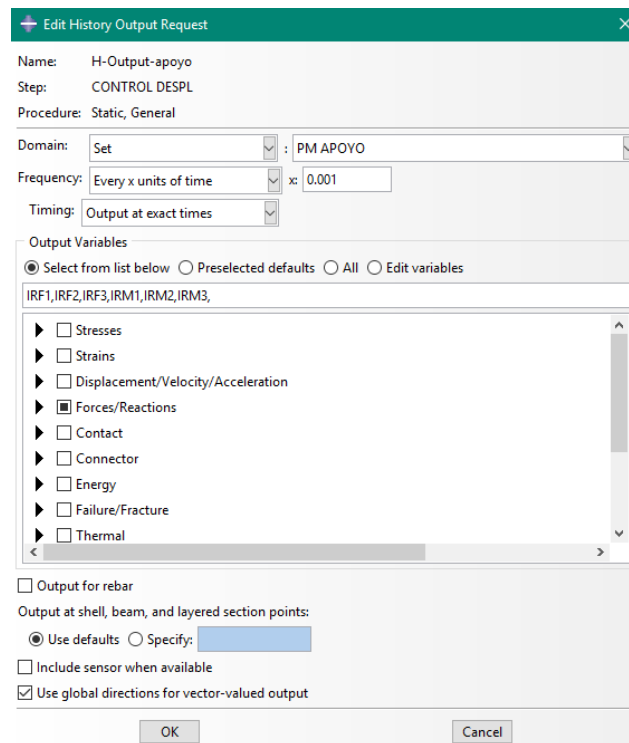 Edit History Output Request
Name: H-Output-apoyo
Step: CONTROL DESPL
Procedure: Static, General
Domain: Set : PM APOYO
Frequency: Every x units of time x: 0.001
Timing: Output at exact times
Output Variables
Select from list below Preselected defaults All Edit variables
IRF1,IRF2,IRF3,IRM1,IRM2,IRM3,
Stresses
Strains
Displacement/Velocity/Acceleration
Forces/Reactions
Contact
Connector
Energy
Failure/Fracture
Thermal
Output for rebar
Output at shell, beam, and layered section points:
Use defaults Specify:
Include sensor when available
Use global directions for vector-valued output
OK Cancel